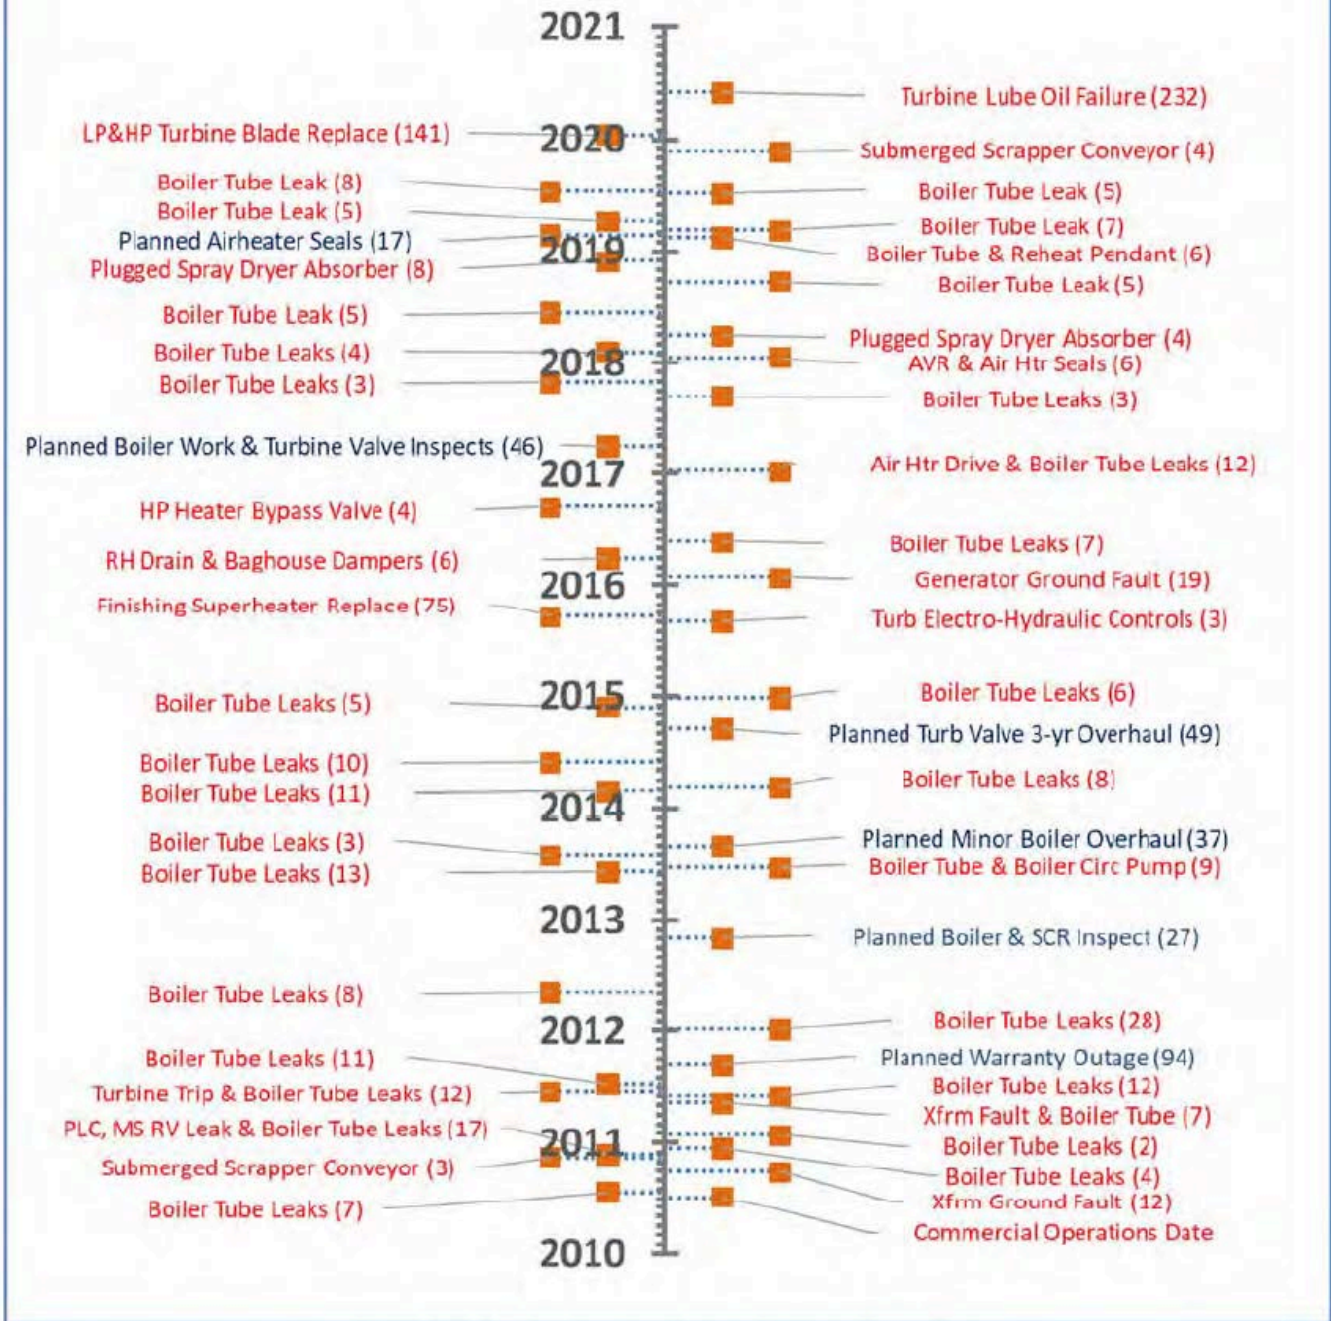 2021
Turbine Lube Oil Failure (232)
LP&HP Turbine Blade Replace (141)
2020
Submerged Scrapper Conveyor (4)
Boiler Tube Leak (8)
Boiler Tube Leak (5)
Boiler Tube Leak (5)
Boiler Tube Leak (7)
Planned Airheater Seals (17)
2019
Boiler Tube & Reheat Pendant (6)
Plugged Spray Dryer Absorber (8)
Boiler Tube Leak (5)
Boiler Tube Leak (5)
Plugged Spray Dryer Absorber (4)
Boiler Tube Leaks (4)
2018
AVR & Air Htr Seals (6)
Boiler Tube Leaks (3)
Boiler Tube Leaks (3)
Planned Boiler Work & Turbine Valve Inspects (46)
2017
Air Htr Drive & Boiler Tube Leaks (12)
HP Heater Bypass Valve (4)
Boiler Tube Leaks (7)
RH Drain & Baghouse Dampers (6)
2016
Generator Ground Fault (19)
Finishing Superheater Replace (75)
Turb Electro-Hydraulic Controls (3)
2015
Boiler Tube Leaks (6)
Boiler Tube Leaks (5)
Planned Turb Valve 3-yr Overhaul (49)
Boiler Tube Leaks (10)
Boiler Tube Leaks (8)
Boiler Tube Leaks (11)
2014
Boiler Tube Leaks (3)
Planned Minor Boiler Overhaul (37)
Boiler Tube Leaks (13)
Boiler Tube & Boiler Circ Pump (9)
2013
Planned Boiler & SCR Inspect (27)
Boiler Tube Leaks (8)
2012
Boiler Tube Leaks (28)
Boiler Tube Leaks (11)
Planned Warranty Outage (94)
Turbine Trip & Boiler Tube Leaks (12)
Boiler Tube Leaks (12)
Xfrm Fault & Boiler Tube (7)
PLC, MS RV Leak & Boiler Tube Leaks (17)
2011
Boiler Tube Leaks (2)
Submerged Scrapper Conveyor (3)
Boiler Tube Leaks (4)
Xfrm Ground Fault (12)
Boiler Tube Leaks (7)
Commercial Operations Date
2010